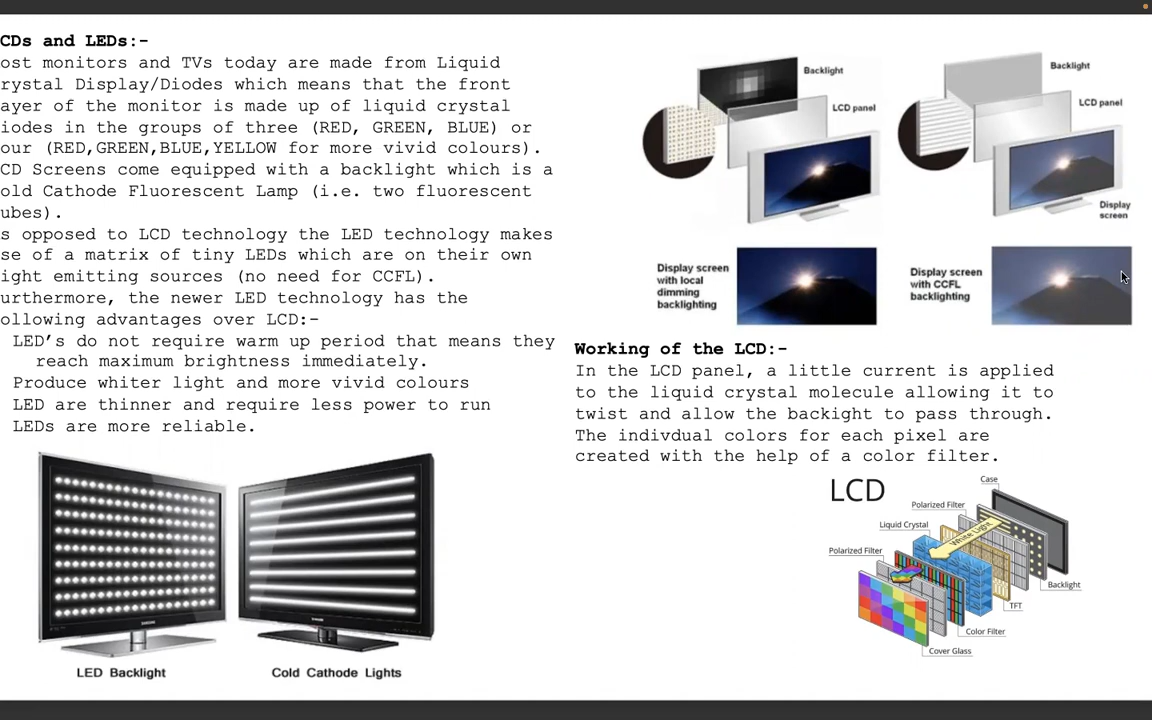 CDs and LEDs:-
ost monitors and TVs today are made from Liquid
rystal Display/Diodes which means that the front
ayer of the monitor is made up of liquid crystal
iodes in the groups of three (RED, GREEN, BLUE) or
our (RED,GREEN,BLUE,YELLOW for more vivid colours).
CD Screens come equipped with a backlight which is a
old Cathode Fluorescent Lamp (i.e. two fluorescent
ubes).
s opposed to LCD technology the LED technology makes
se of a matrix of tiny LEDs which are on their own
ight emitting sources (no need for CCFL).
urthermore, the newer LED technology has the
ollowing advantages over LCD:-
LED’s do not require warm up period that means they
reach maximum brightness immediately.
Produce whiter light and more vivid colours
LED are thinner and require less power to run
LEDs are more reliable.
SAMSUNG
SAMSUNG
LED Backlight
Cold Cathode Lights
Backlight
LCD panel
Backlight
LCD panel
Display
screen
Display screen
with local
dimming
backlighting
Display screen
with CCFL
backlighting
Working of the LCD:-
In the LCD panel, a little current is applied
to the liquid crystal molecule allowing it to
twist and allow the backight to pass through.
The indivdual colors for each pixel are
created with the help of a color filter.
LCD
Case
Polarized Filter
Liquid Crystal
White Light
Polarized Filter
Backlight
TFT
Color Filter
Cover Glass